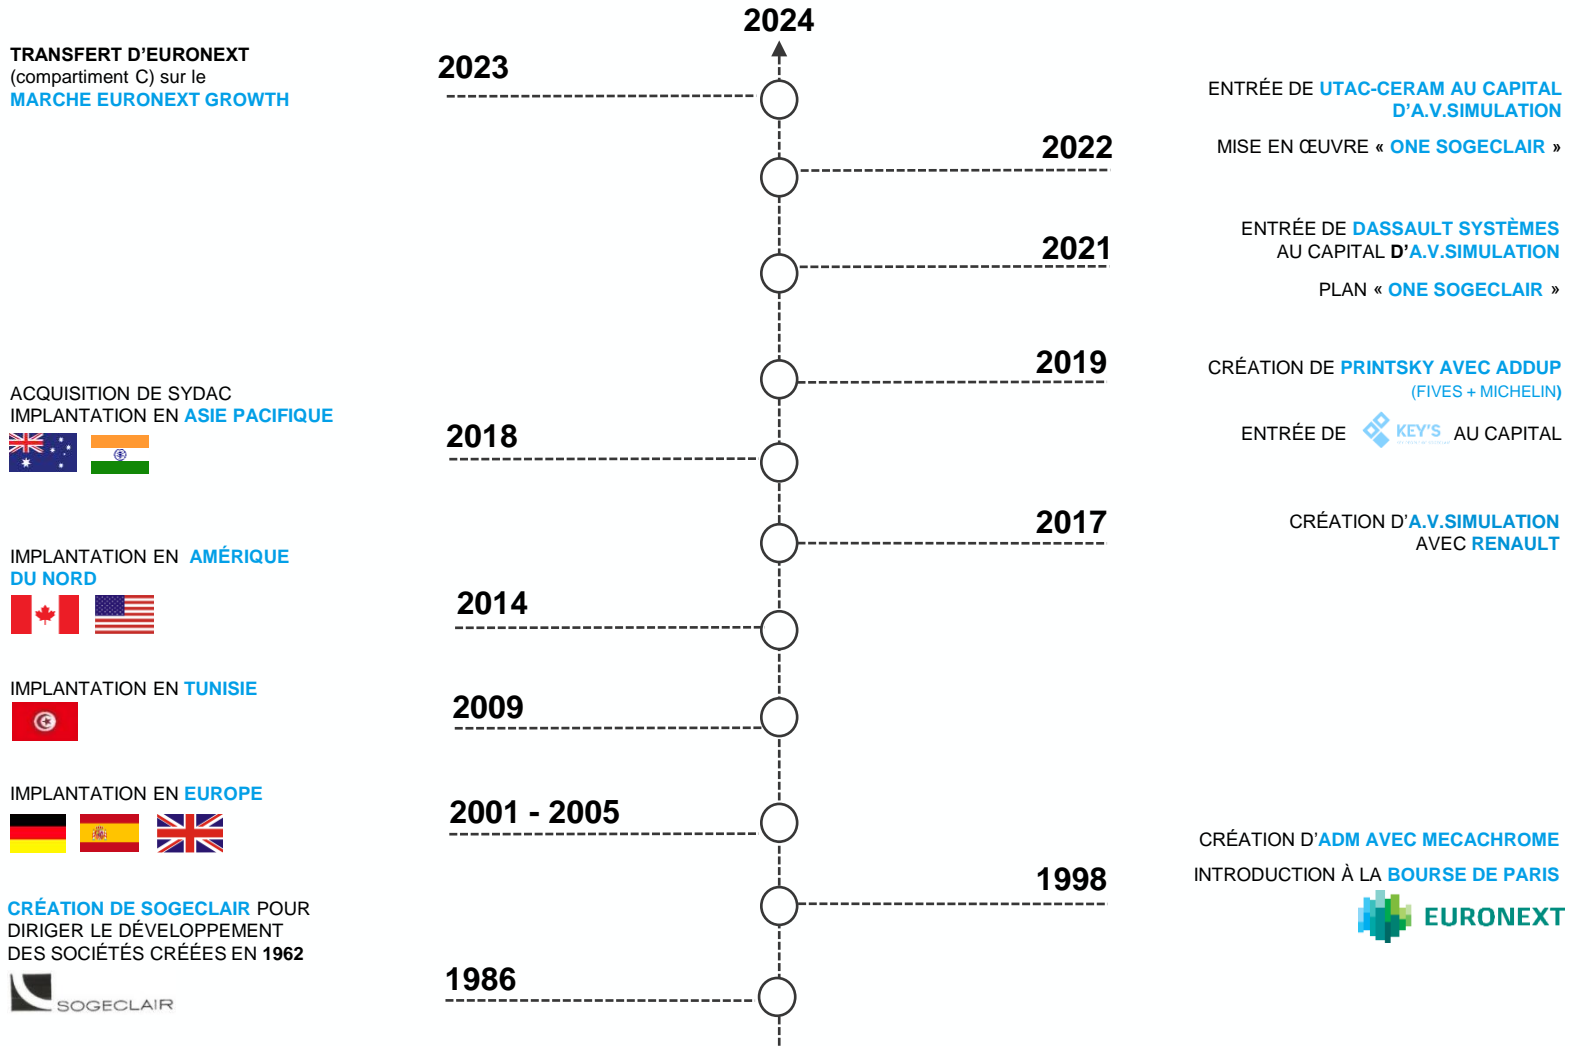 2024
TRANSFERT D'EURONEXT
(compartiment C) sur le
MARCHE EURONEXT GROWTH
2023
ENTRÉE DE UTAC-CERAM AU CAPITAL
D'A.V.SIMULATION
MISE EN ŒUVRE « ONE SOGECLAIR »
2022
ENTRÉE DE DASSAULT SYSTÈMES
AU CAPITAL D'A.V.SIMULATION
PLAN « ONE SOGECLAIR »
2021
CRÉATION DE PRINTSKY AVEC ADDUP
(FIVES + MICHELIN)
ENTRÉE DE KEY'S AU CAPITAL
2019
ACQUISITION DE SYDAC
IMPLANTATION EN ASIE PACIFIQUE
2018
2017
CRÉATION D'A.V.SIMULATION
AVEC RENAULT
IMPLANTATION EN AMÉRIQUE
DU NORD
2014
IMPLANTATION EN TUNISIE
2009
IMPLANTATION EN EUROPE
2001 - 2005
CRÉATION D'ADM AVEC MECACHROME
INTRODUCTION À LA BOURSE DE PARIS
EURONEXT
1998
CRÉATION DE SOGECLAIR POUR
DIRIGER LE DÉVELOPPEMENT
DES SOCIÉTÉS CRÉÉES EN 1962
SOGECLAIR
1986